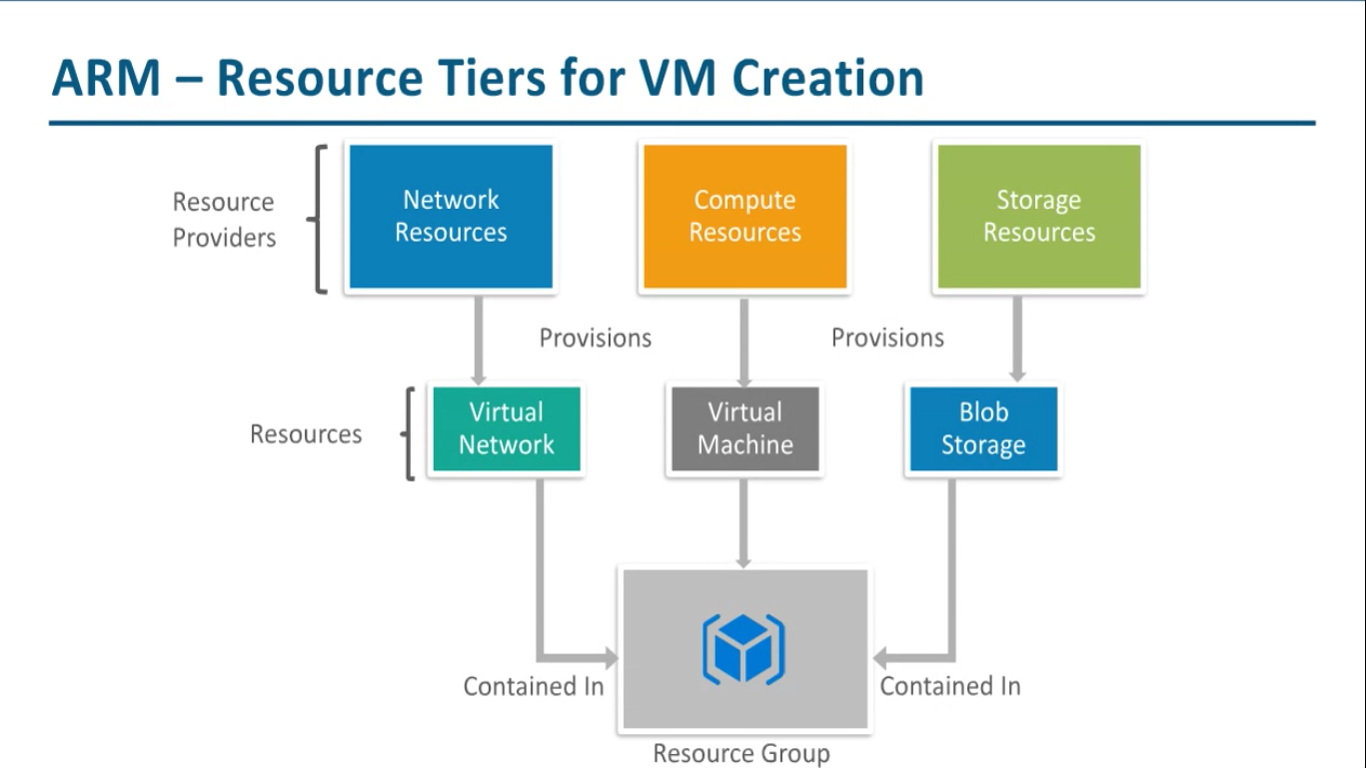 ARM – Resource Tiers for VM Creation
Resource
Providers
Network
Resources
Compute
Resources
Storage
Resources
Provisions
Provisions
Resources
Virtual
Network
Virtual
Machine
Blob
Storage
Contained In
Contained In
Resource Group